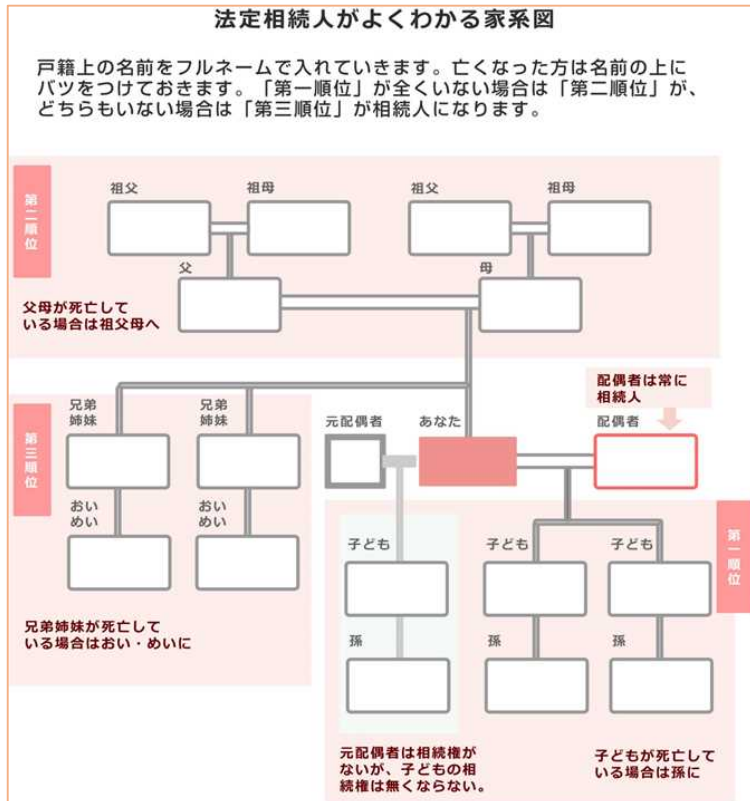 法定相続人がよくわかる家系図
戸籍上の名前をフルネームで入れていきます。亡くなった方は名前の上に
バツをつけておきます。「第一順位」が全くいない場合は「第二順位」が、
どちらもいない場合は「第三順位」が相続人になります。
第二順位
祖父
祖母
祖父
祖母
父
母
父母が死亡して
いる場合は祖父母へ
配偶者は常に
相続人
第三順位
兄弟
姉妹
兄弟
姉妹
元配偶者
あなた
配偶者
おい
めい
おい
めい
第一順位
子ども
子ども
子ども
兄弟姉妹が死亡して
いる場合はおい・めいに
孫
孫
孫
元配偶者は相続権が
ないが、子どもの相
続権は無くならない。
子どもが死亡して
いる場合は孫に